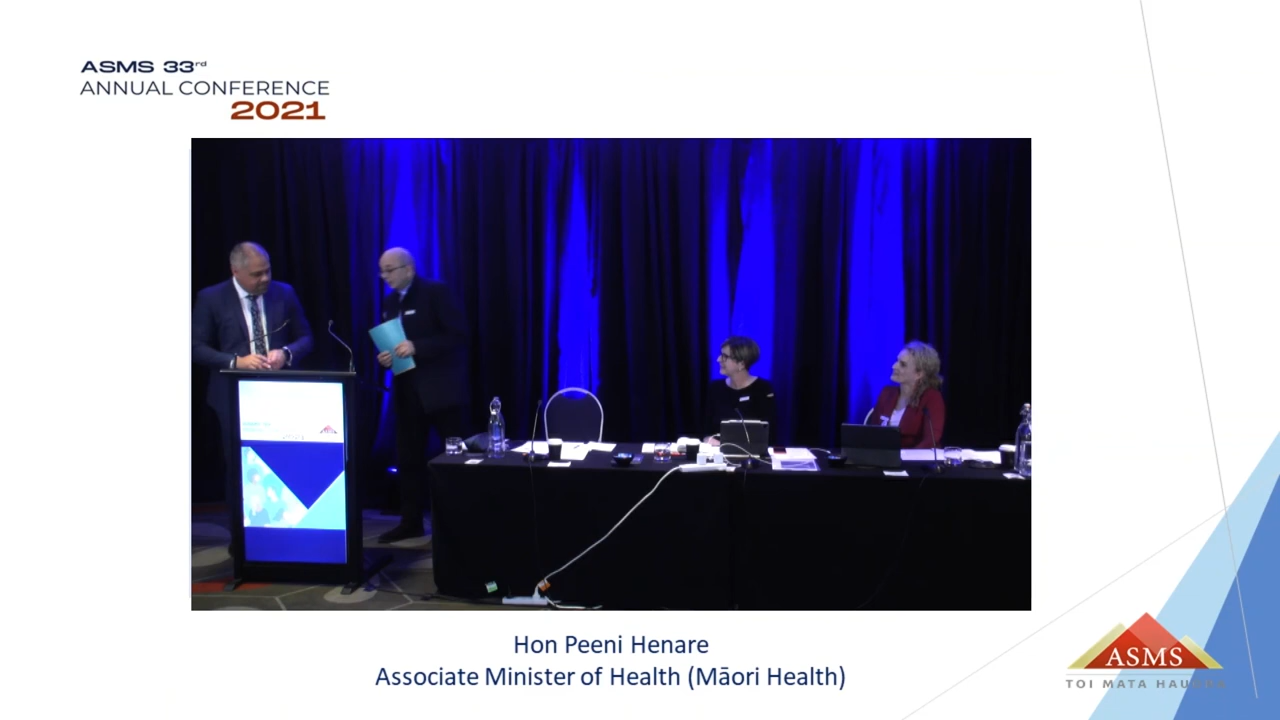 ASMS 33rd
ANNUAL CONFERENCE
2021
Hon Peeni Henare
Associate Minister of Health (Māori Health)
ASMS
TOI MATA HAUORA